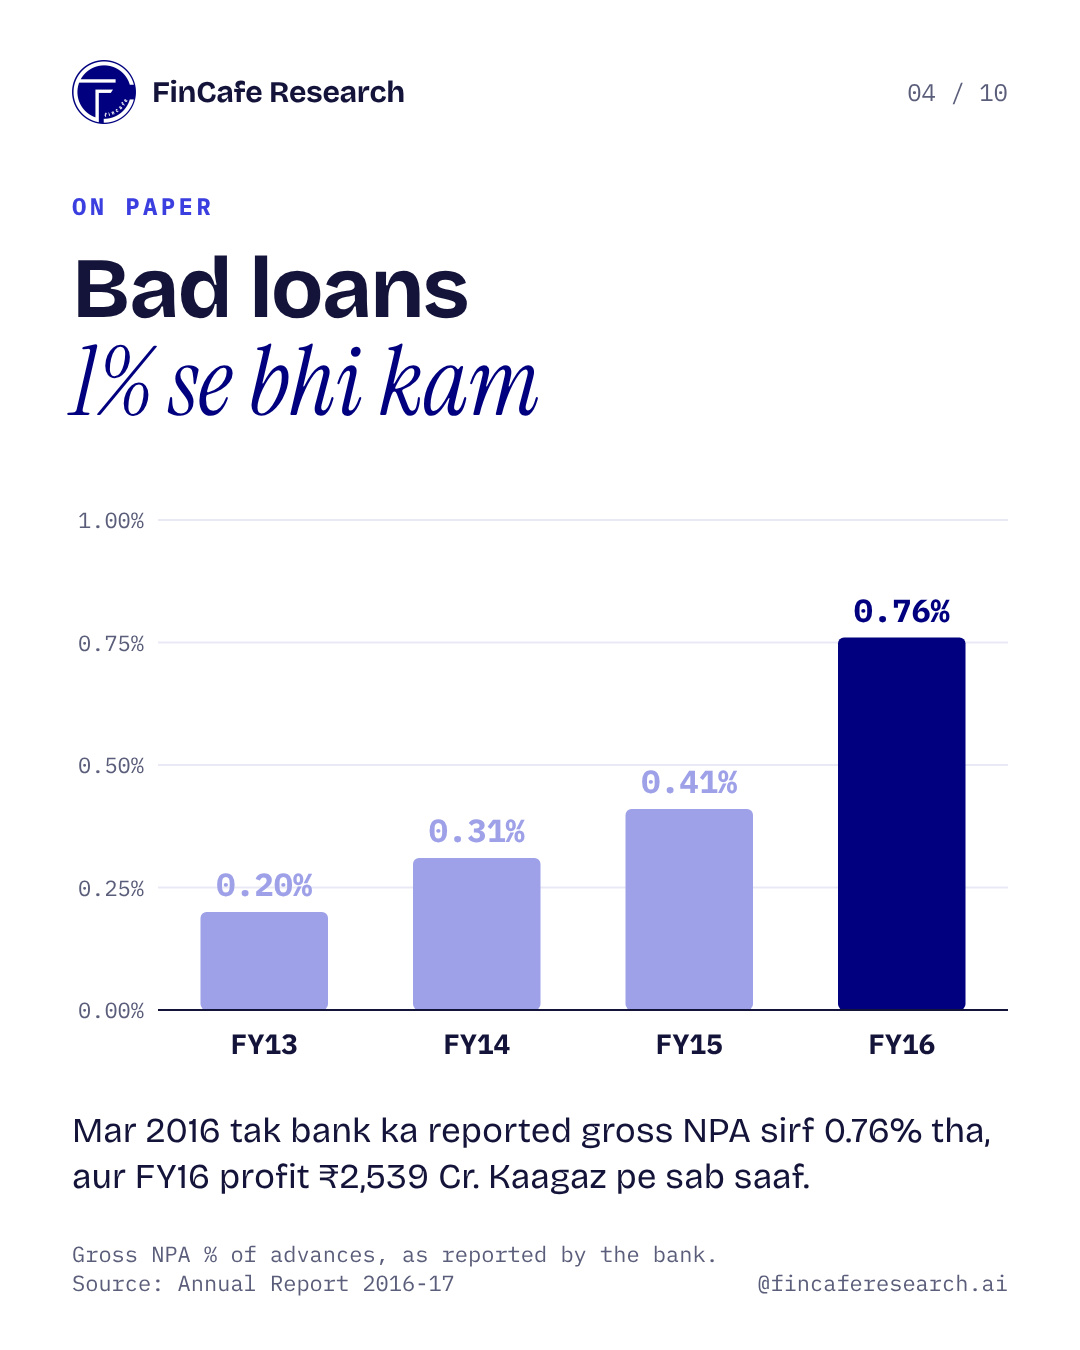 FinCafe Research
04 / 10
ON PAPER
Bad loans
1% se bhi kam
1.00%
0.75%
0.50%
0.25%
0.00%
0.20%
0.31%
0.41%
0.76%
FY13
FY14
FY15
FY16
Mar 2016 tak bank ka reported gross NPA sirf 0.76% tha,
aur FY16 profit ₹2,539 Cr. Kaagaz pe sab saaf.
Gross NPA % of advances, as reported by the bank.
Source: Annual Report 2016-17
@fincaferesearch.ai